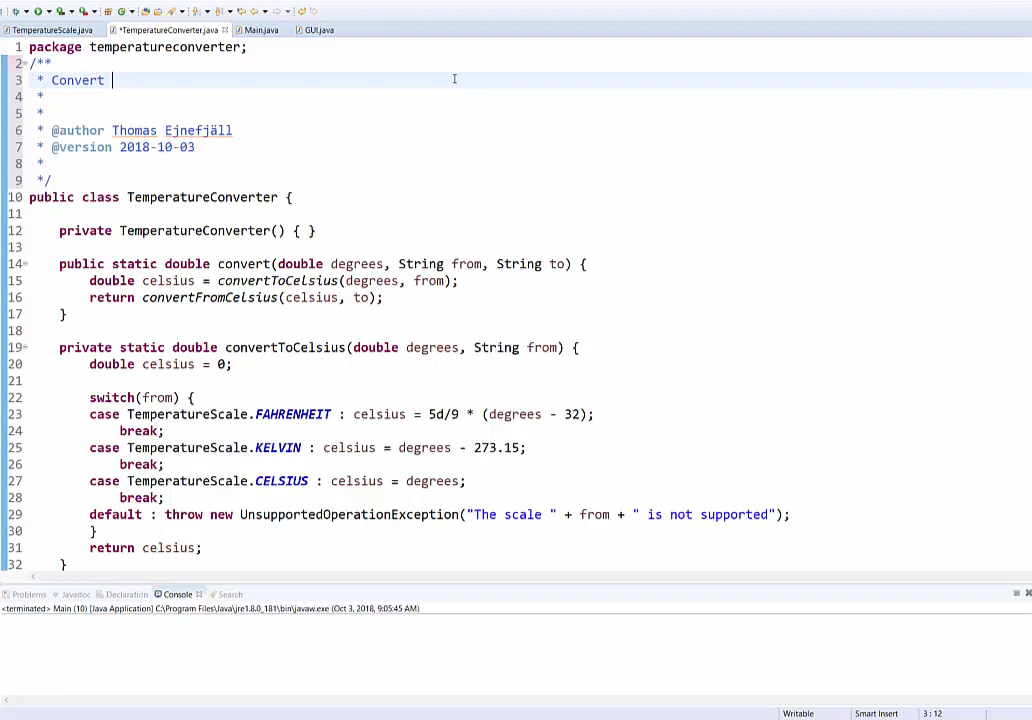 TemperatureScale.java *TemperatureConverter.java Main.java GUI.java
1 package temperatureconverter;
2 /**
3 * Convert
4 *
5 *
6 * @author Thomas Ejnefjäll
7 * @version 2018-10-03
8 *
9 */
10 public class TemperatureConverter {
11
12 private TemperatureConverter() { }
13
14 public static double convert(double degrees, String from, String to) {
15 double celsius = convertToCelsius(degrees, from);
16 return convertFromCelsius(celsius, to);
17 }
18
19 private static double convertToCelsius(double degrees, String from) {
20 double celsius = 0;
21
22 switch(from) {
23 case TemperatureScale.FAHRENHEIT : celsius = 5d/9 * (degrees - 32);
24 break;
25 case TemperatureScale.KELVIN : celsius = degrees - 273.15;
26 break;
27 case TemperatureScale.CELSIUS : celsius = degrees;
28 break;
29 default : throw new UnsupportedOperationException("The scale " + from + " is not supported");
30 }
31 return celsius;
32 }
Problems Javadoc Declaration Console Search
<terminated> Main (10) [Java Application] C:\Program Files\Java\jre1.8.0_181\bin\javaw.exe (Oct 3, 2018, 9:05:45 AM)
Writable Smart Insert 3 : 12